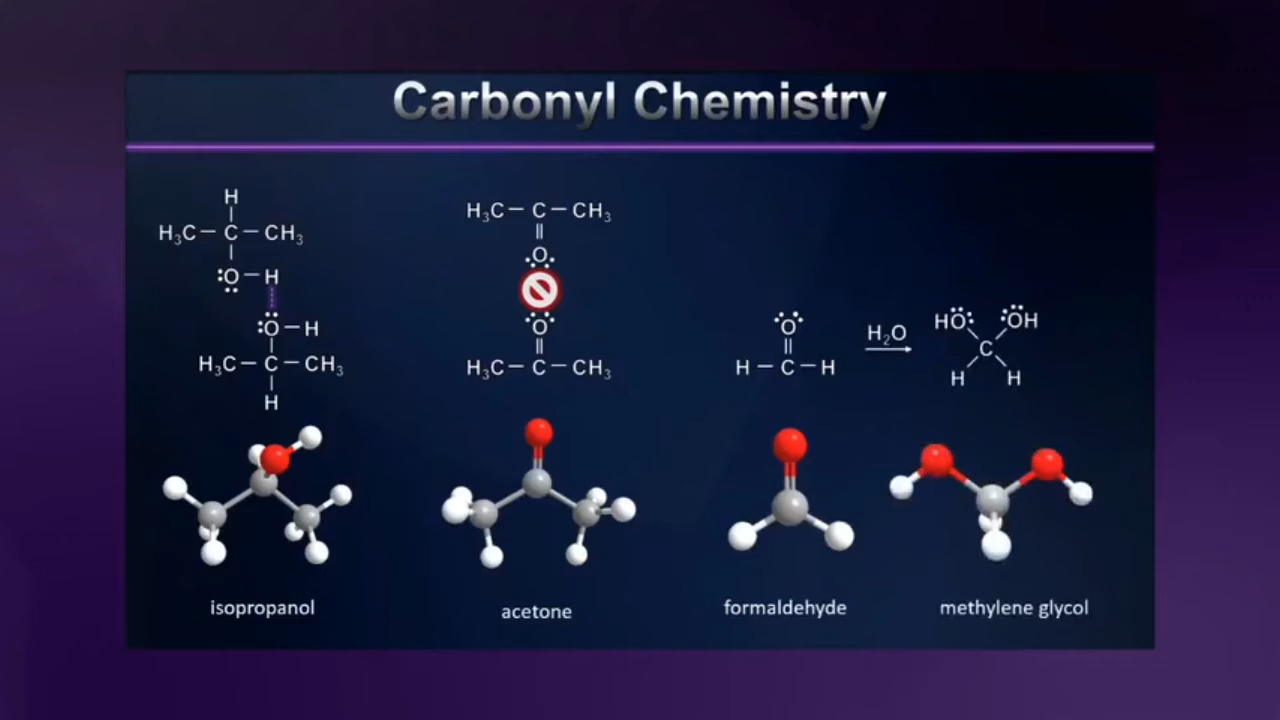 Carbonyl Chemistry
H
H₃C – C – CH₃
:O – H
:O – H
H₃C – C – CH₃
H
isopropanol
H₃C – C – CH₃
O
O
H₃C – C – CH₃
acetone
O
H – C – H
formaldehyde
H₂O
HO OH
C
H H
methylene glycol